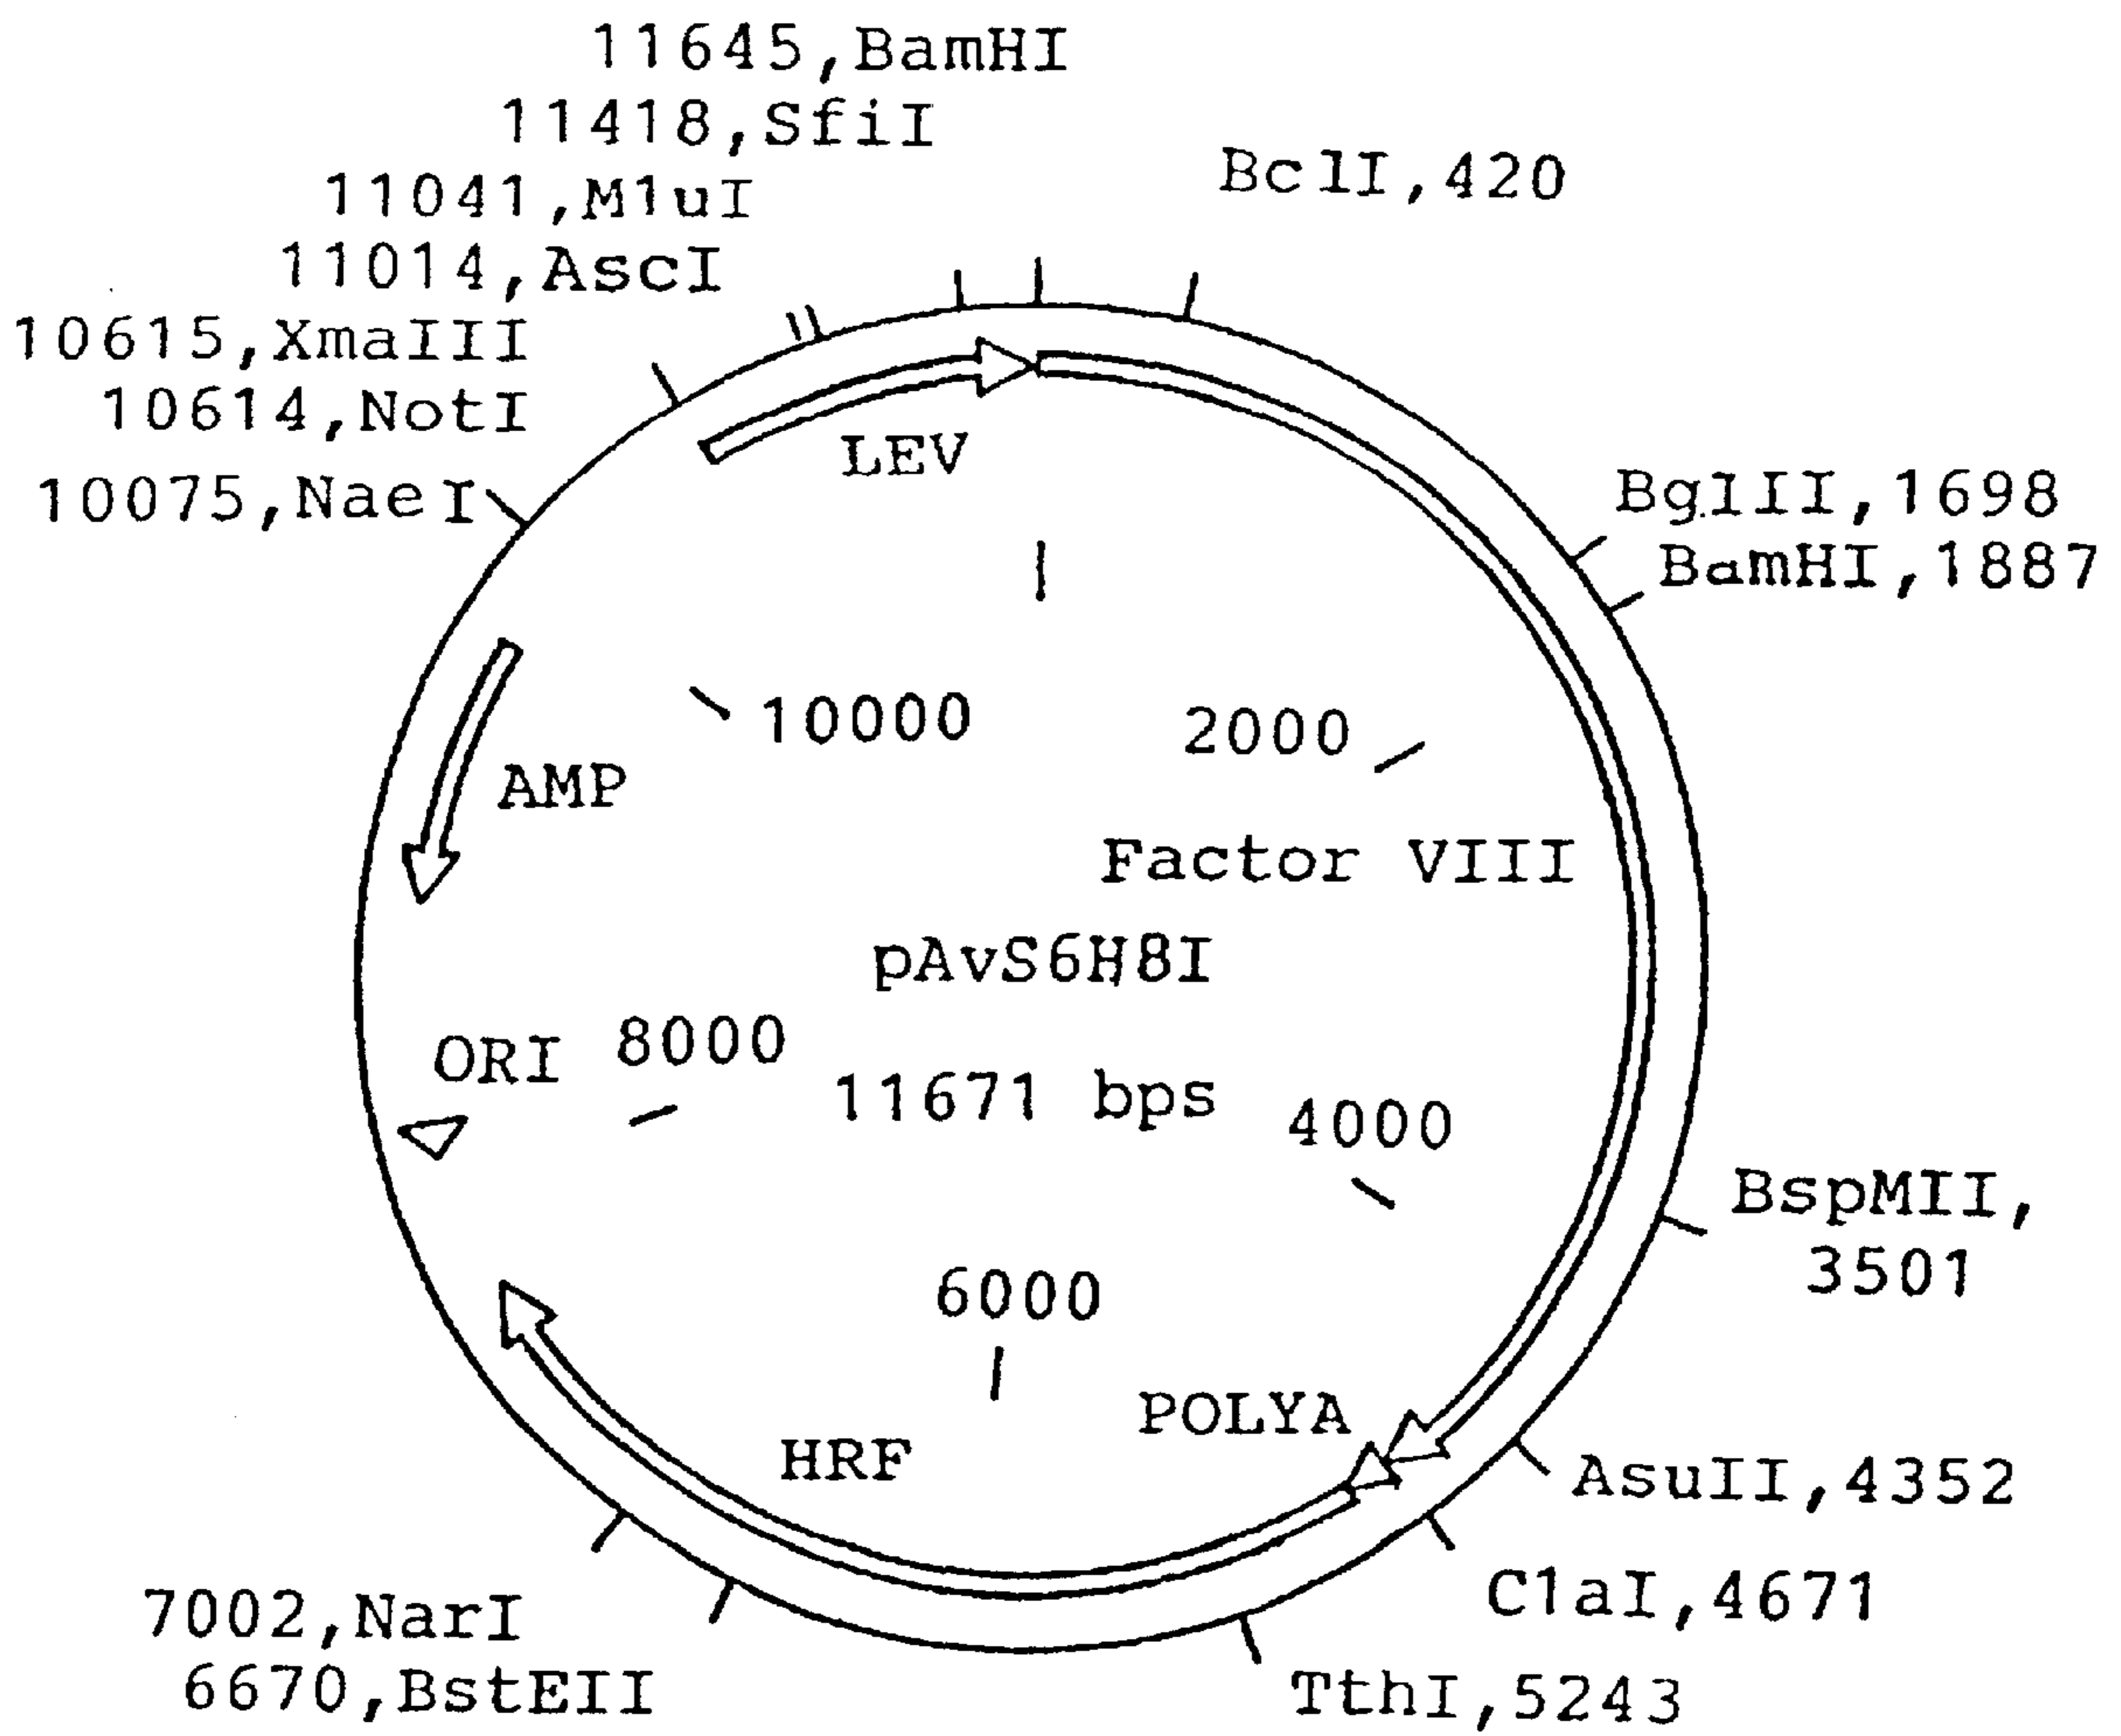 11645,BamHI
11418,SfiI
11041,MluI
11014,AscI
10615,XmaIII
10614,NotI
10075,NaeI
BclI,420
BglII,1698
BamHI,1887
LEV
10000
2000
AMP
Factor VIII
pAvS6H8I
ORI
8000
11671 bps
4000
BspMII,
3501
6000
POLYA
HRF
AsuII,4352
ClaI,4671
TthI,5243
7002,NarI
6670,BstEII